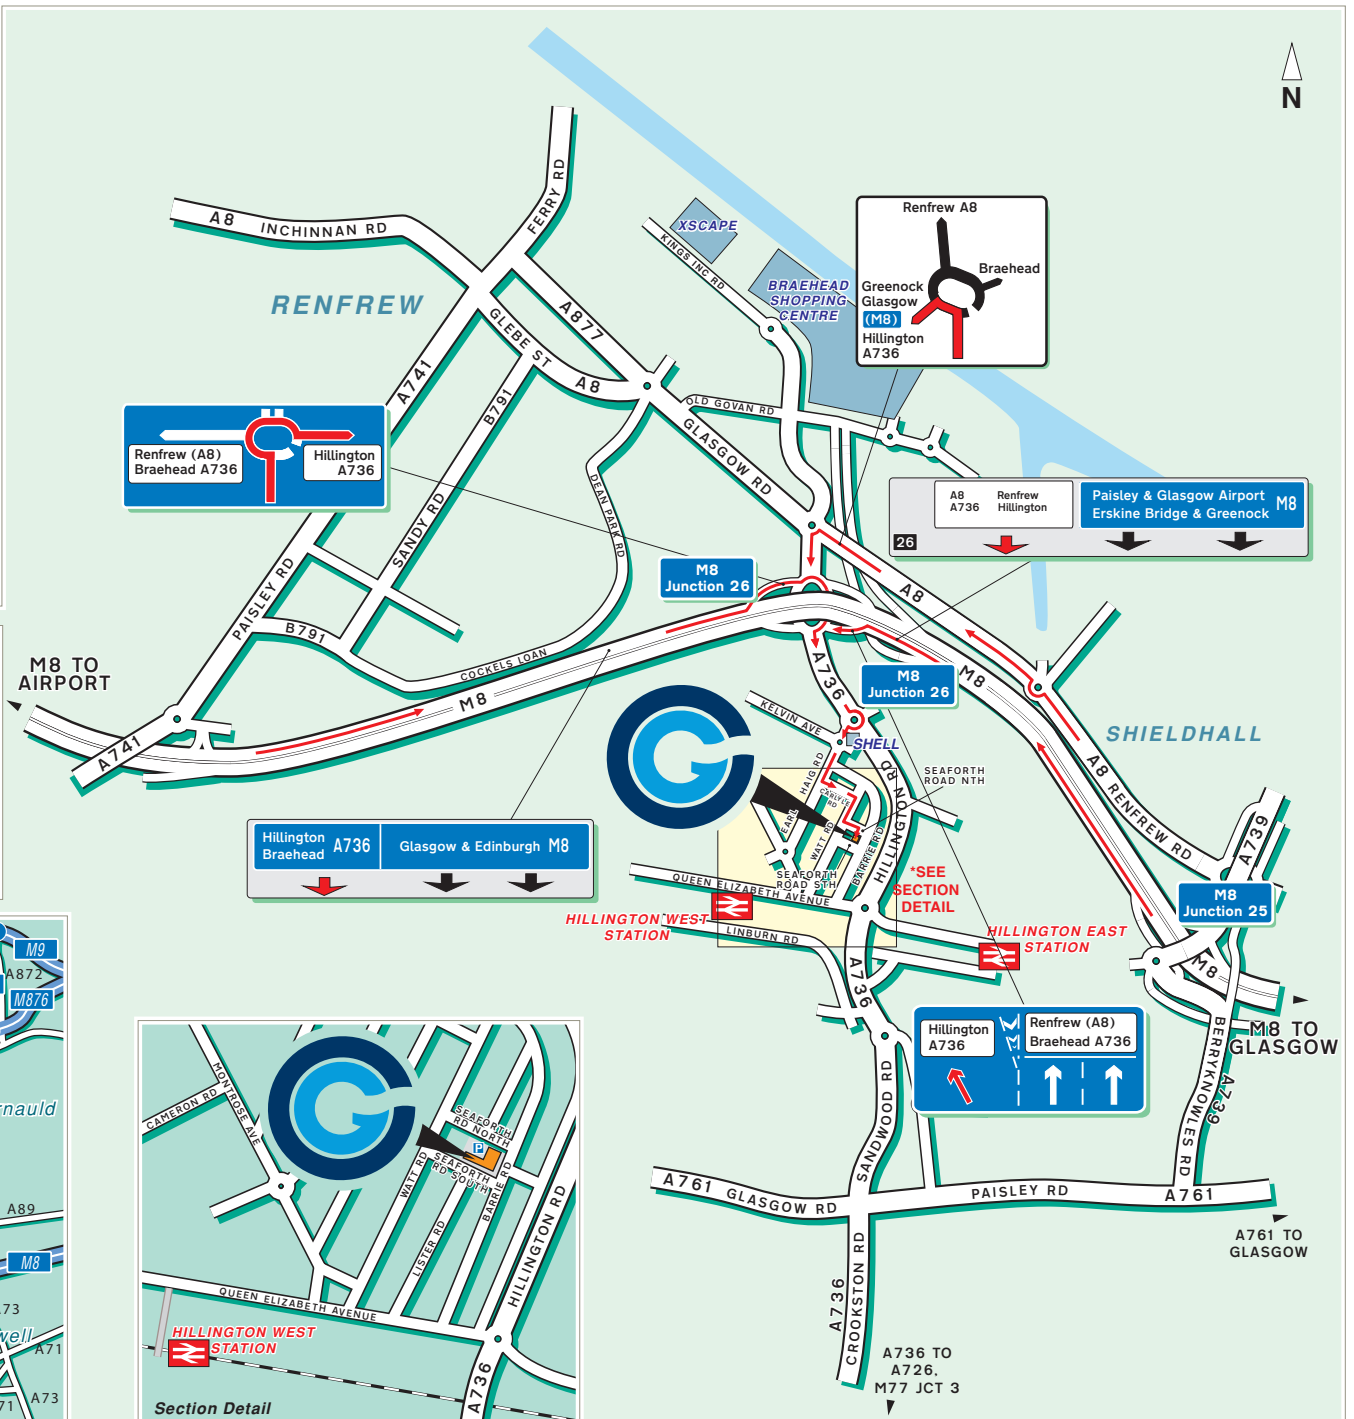 N
FERRY RD
A8
INCHINNAN RD
RENFREW
XSCAPE
KINGS INC RD
BRAEHEAD
SHOPPING
CENTRE
Renfrew A8
Braehead
Greenock
Glasgow
(M8)
Hillington
A736
A877
GLEBE ST
A8
A741
B791
OLD GOVAN RD
GLASGOW RD
Renfrew (A8)
Braehead A736
Hillington
A736
DEAN PARK RD
SANDY RD
A8
A736
Renfrew
Hillington
26
Paisley & Glasgow Airport
Erskine Bridge & Greenock
M8
M8
Junction 26
A8
PAISLEY RD
B791
COCKELS LOAN
M8 TO
AIRPORT
M8
A741
A736
M8
Junction 26
M8
SHIELDHALL
KELVIN AVE
SHELL
HAIG RD
SEAFORTH
ROAD NTH
CARLYLE
RD
EARL
WATT RD
BARRIE RD
HILLINGTON RD
SEAFORTH
ROAD STH
A8 RENFREW RD
A739
Hillington
Braehead
A736
Glasgow & Edinburgh M8
*SEE
SECTION
DETAIL
QUEEN ELIZABETH AVENUE
HILLINGTON WEST
STATION
LINBURN RD
HILLINGTON EAST
STATION
M8
Junction 25
M8
A736
M8 TO
GLASGOW
Hillington
A736
Renfrew (A8)
Braehead A736
BERRYKNOWES RD
A739
SANDWOOD RD
A761
GLASGOW RD
PAISLEY RD
A761
A761 TO
GLASGOW
A736
CROOKSTON RD
A736 TO
A726,
M77 JCT 3
M9
A872
M876
rnauld
A89
M8
73
well
A71
A73
71
MONTROSE AVE
CAMERON RD
SEAFORTH
RD NORTH
P
SEAFORTH
RD SOUTH
WATT RD
BARRIE RD
LISTER RD
HILLINGTON RD
QUEEN ELIZABETH AVENUE
HILLINGTON WEST
STATION
A736
Section Detail